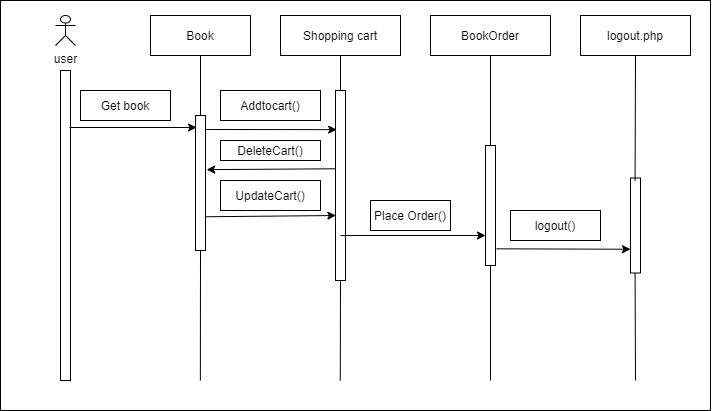 user
Book
Shopping cart
BookOrder
logout.php
Get book
Addtocart()
DeleteCart()
UpdateCart()
Place Order()
logout()